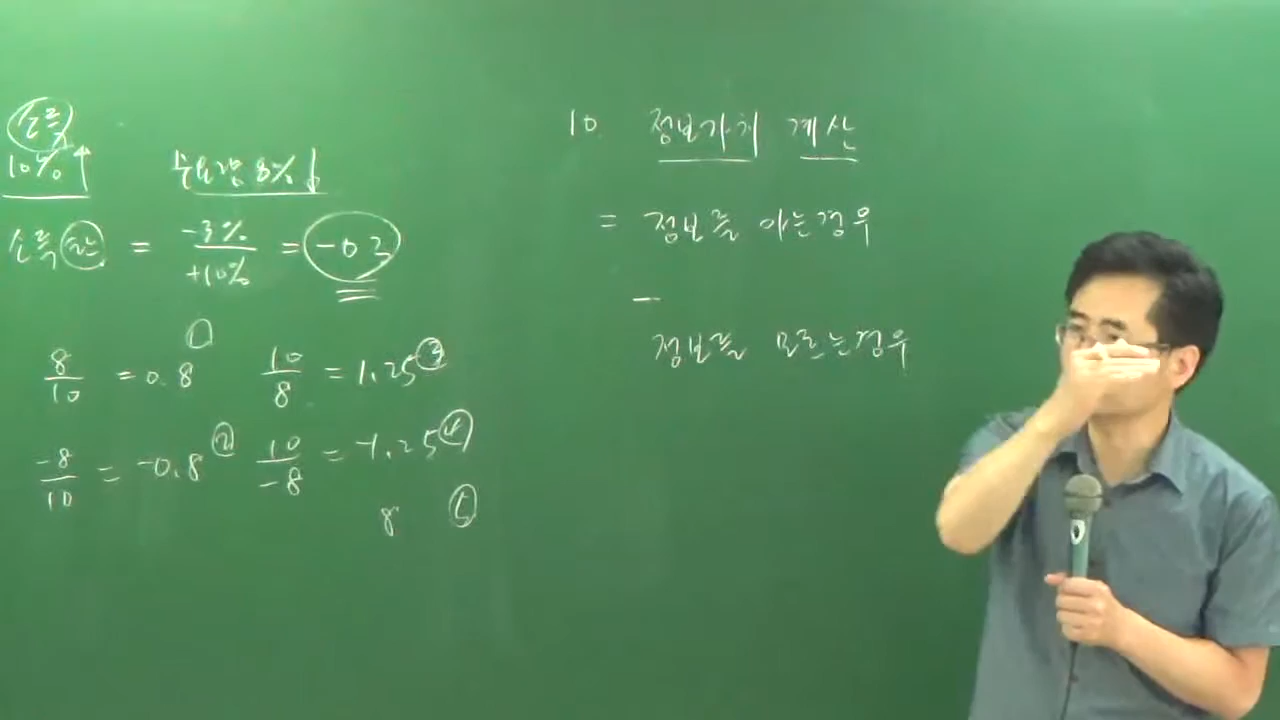 소득
10%↑ 수요량 8%↓
소득탄 = -3% / +10% = -0.3
8/10 = 0.8 ① 10/8 = 1.25 ③
-8/10 = -0.8 ② 10/-8 = -1.25 ④
8 ⑤
10. 정보가치 계산
= 정보를 아는경우
-
정보를 모르는경우